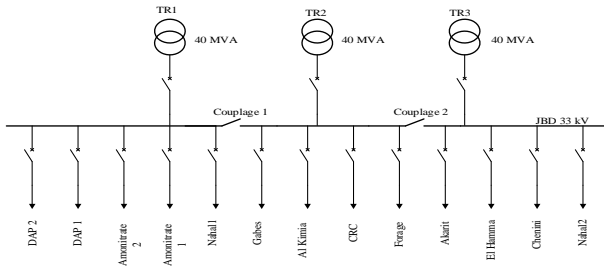 TR1
TR2
TR3
40 MVA
40 MVA
40 MVA
Couplage 1
Couplage 2
JBD 33 kV
DAP 2
DAP 1
Amonitrate 2
Amonitrate 1
Nahal1
Gabes
Al Kimia
CRC
Forage
Akarit
El Hamma
Chenini
Nahal2